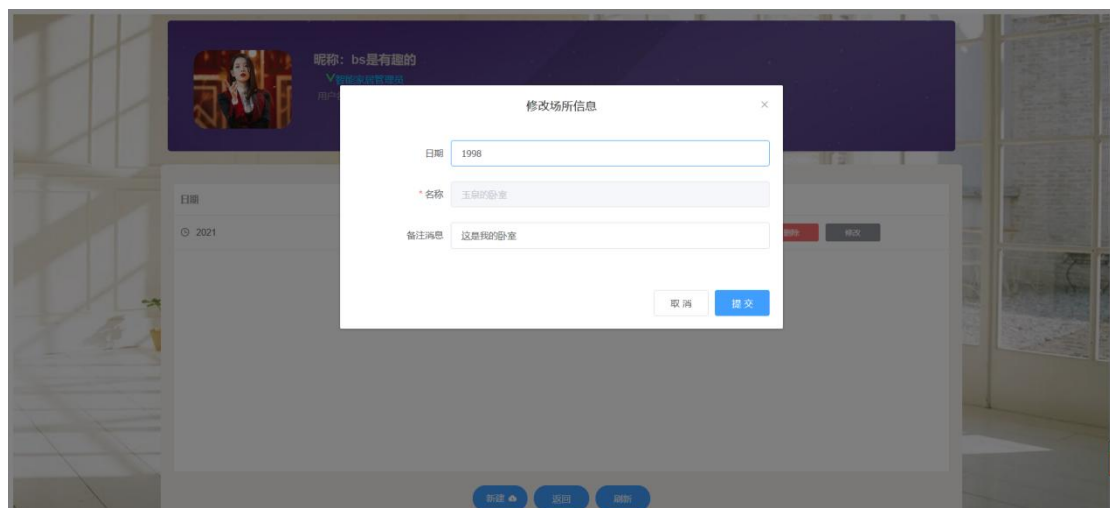 昵称：bs是有趣的
智能家居管理员
修改场所信息
日期 1998
日期
*名称 玉泉的卧室
2021
备注消息 这是我的卧室
删除 修改
取 消 提 交
新建 返回 刷新